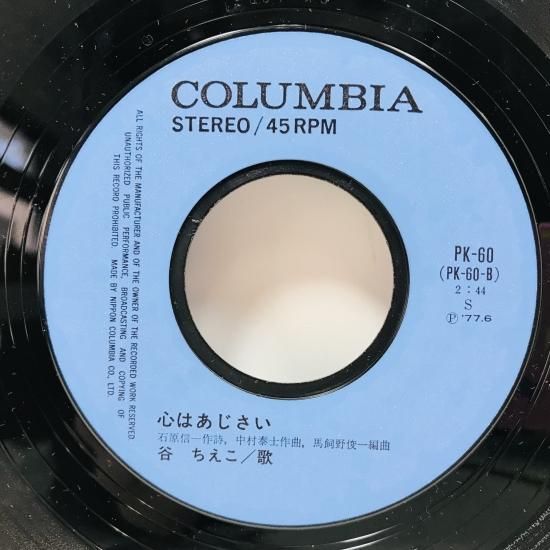 COLUMBIA
STEREO/45RPM
ALL RIGHTS OF THE MANUFACTURER AND OF THE OWNER OF THE RECORDED WORK RESERVED.
UNAUTHORIZED PUBLIC PERFORMANCE, BROADCASTING AND COPYING OF
THIS RECORD PROHIBITED. MADE BY NIPPON COLUMBIA CO., LTD.
PK-60
(PK-60-B)
2:44
S
Ⓟ '77.6
心はあじさい
石原信一作詩, 中村泰士作曲, 馬飼野俊一編曲
谷 ちえこ/歌